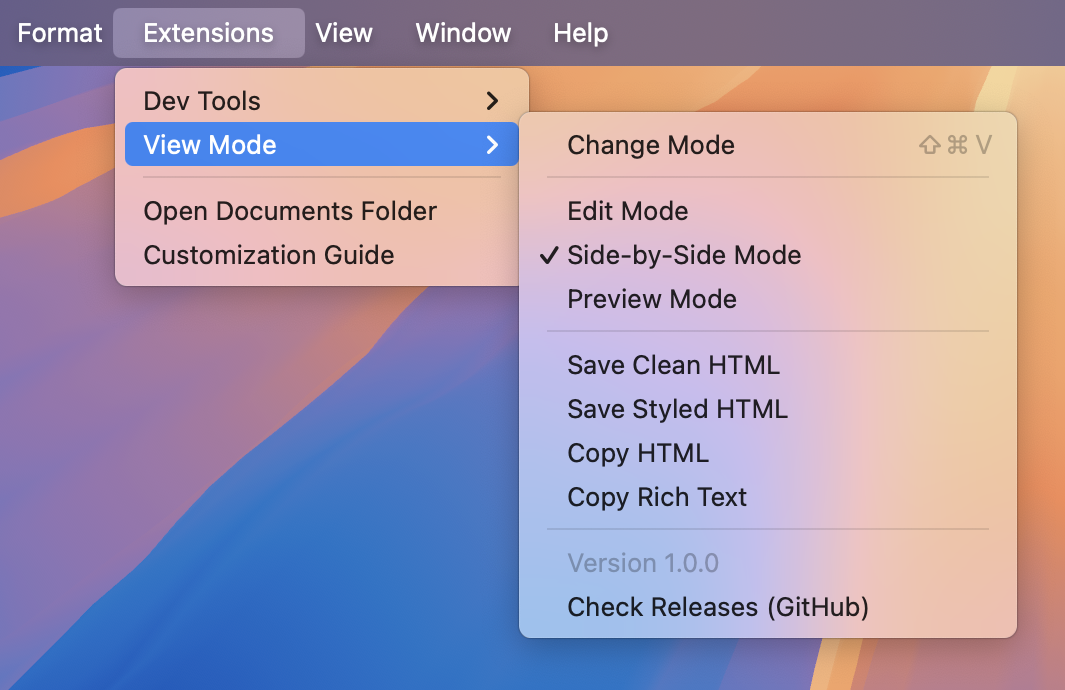 Format Extensions View Window Help
Dev Tools
View Mode
Open Documents Folder
Customization Guide
Change Mode ⇧⌘V
Edit Mode
✓ Side-by-Side Mode
Preview Mode
Save Clean HTML
Save Styled HTML
Copy HTML
Copy Rich Text
Version 1.0.0
Check Releases (GitHub)